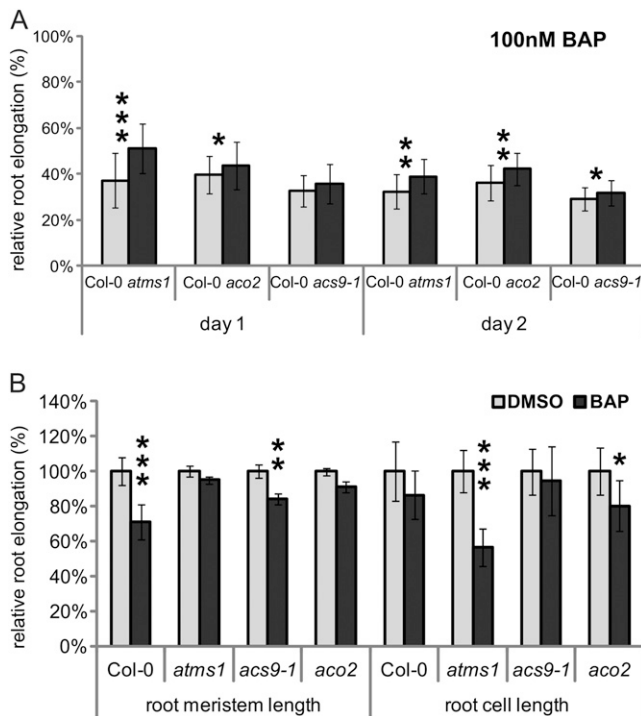 A
100nM BAP
relative root elongation (%)
100%
80%
60%
40%
20%
0%
***
*
**
**
*
Col-0 atms1 Col-0 aco2 Col-0 acs9-1 Col-0 atms1 Col-0 aco2 Col-0 acs9-1
day 1 day 2
B
DMSO BAP
relative root elongation (%)
140%
120%
100%
80%
60%
40%
20%
0%
***
**
***
*
Col-0 atms1 acs9-1 aco2 Col-0 atms1 acs9-1 aco2
root meristem length root cell length